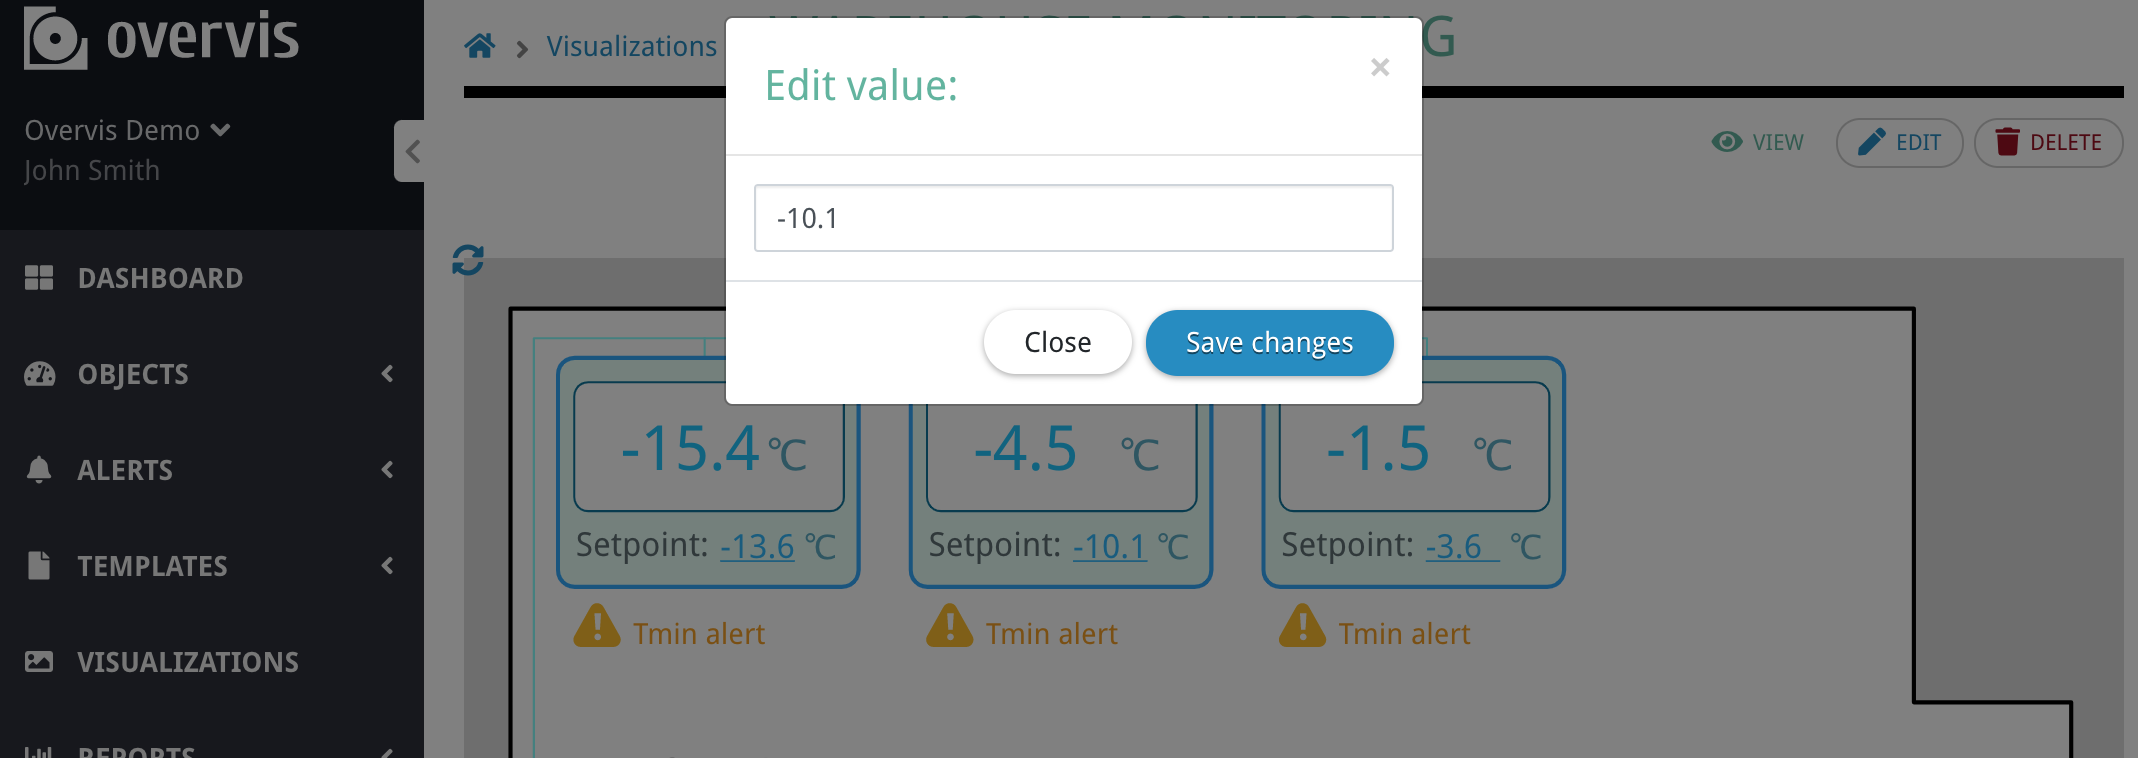 overvis
Overvis Demo
John Smith
DASHBOARD
OBJECTS
ALERTS
TEMPLATES
VISUALIZATIONS
REPORTS
Visualizations
VIEW
EDIT
DELETE
Edit value:
×
-10.1
Close
Save changes
-15.4 °C
Setpoint: -13.6 °C
Tmin alert
-4.5 °C
Setpoint: -10.1 °C
Tmin alert
-1.5 °C
Setpoint: -3.6 °C
Tmin alert